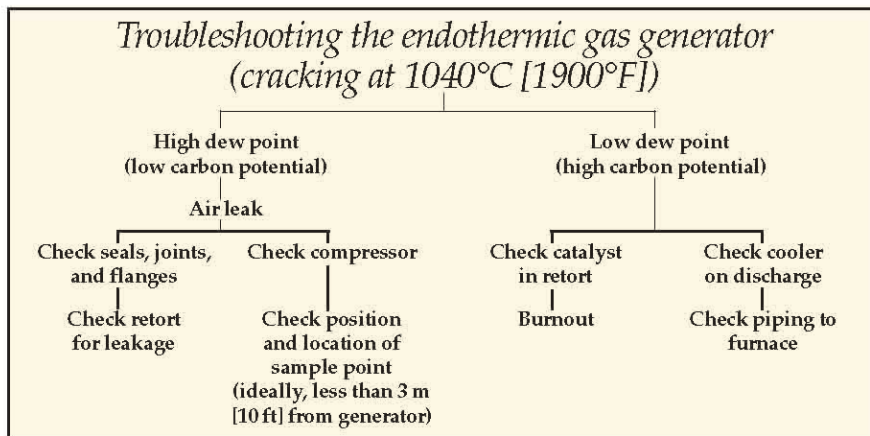 Troubleshooting the endothermic gas generator
(cracking at 1040°C [1900°F])
High dew point
(low carbon potential)
Low dew point
(high carbon potential)
Air leak
Check seals, joints,
and flanges
Check compressor
Check catalyst
in retort
Check cooler
on discharge
Check retort
for leakage
Check position
and location of
sample point
(ideally, less than 3 m
[10 ft] from generator)
Burnout
Check piping to
furnace